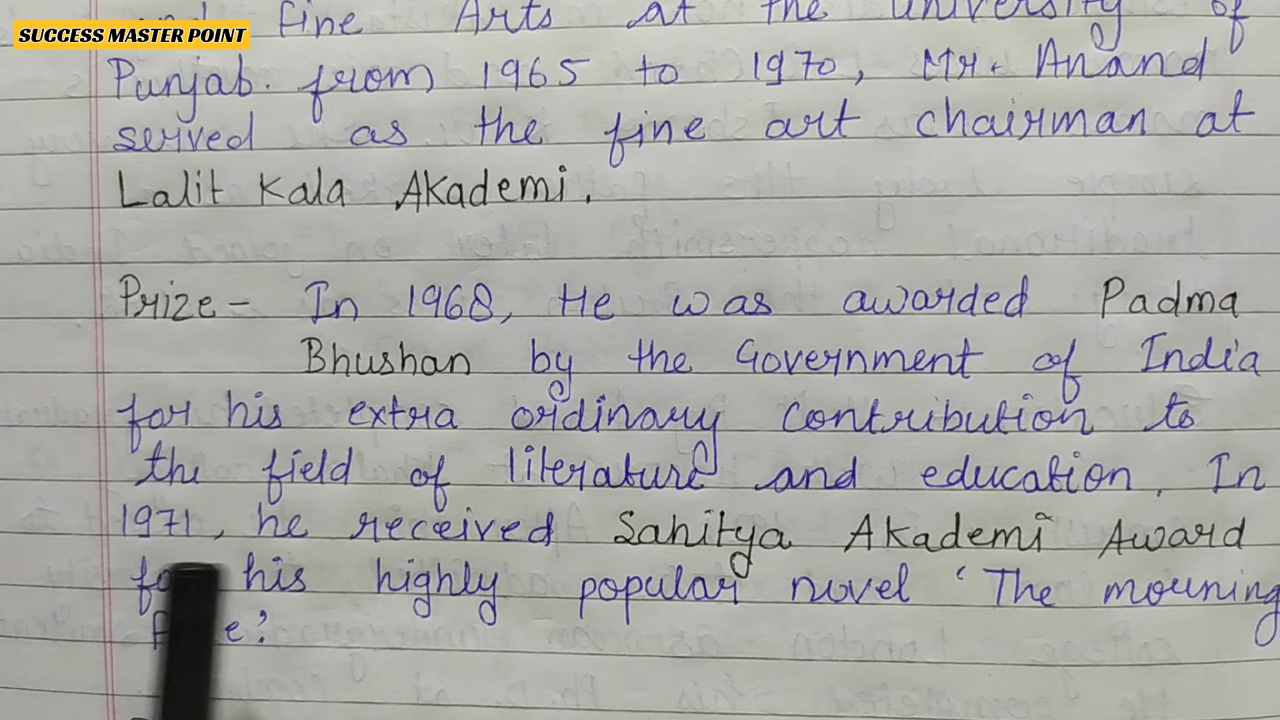 and Fine Arts at the university of
SUCCESS MASTER POINT
Punjab. from 1965 to 1970, Mr. Anand
served as the fine art chairman at
Lalit Kala Akademi.
Prize - In 1968, He was awarded Padma
Bhushan by the Government of India
for his extra ordinary contribution to
the field of literature and education. In
1971, he received Sahitya Akademi Award
his highly popular novel 'The mourning